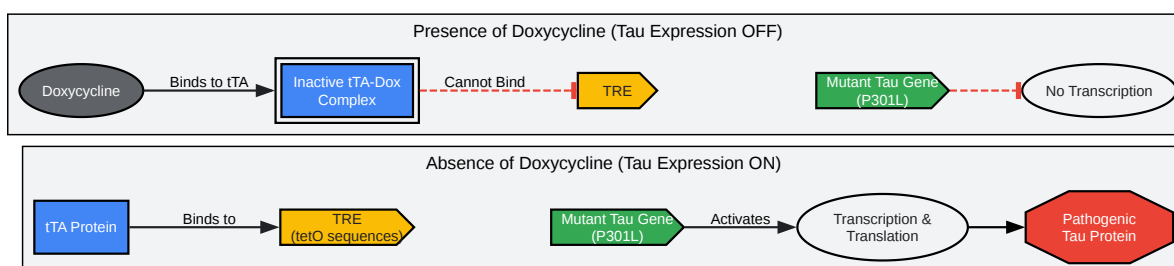 Presence of Doxycycline (Tau Expression OFF)
Doxycycline
Binds to tTA
Inactive tTA-Dox
Complex
Cannot Bind
TRE
Mutant Tau Gene
(P301L)
No Transcription
Absence of Doxycycline (Tau Expression ON)
tTA Protein
Binds to
TRE
(tetO sequences)
Mutant Tau Gene
(P301L)
Activates
Transcription &
Translation
Pathogenic
Tau Protein